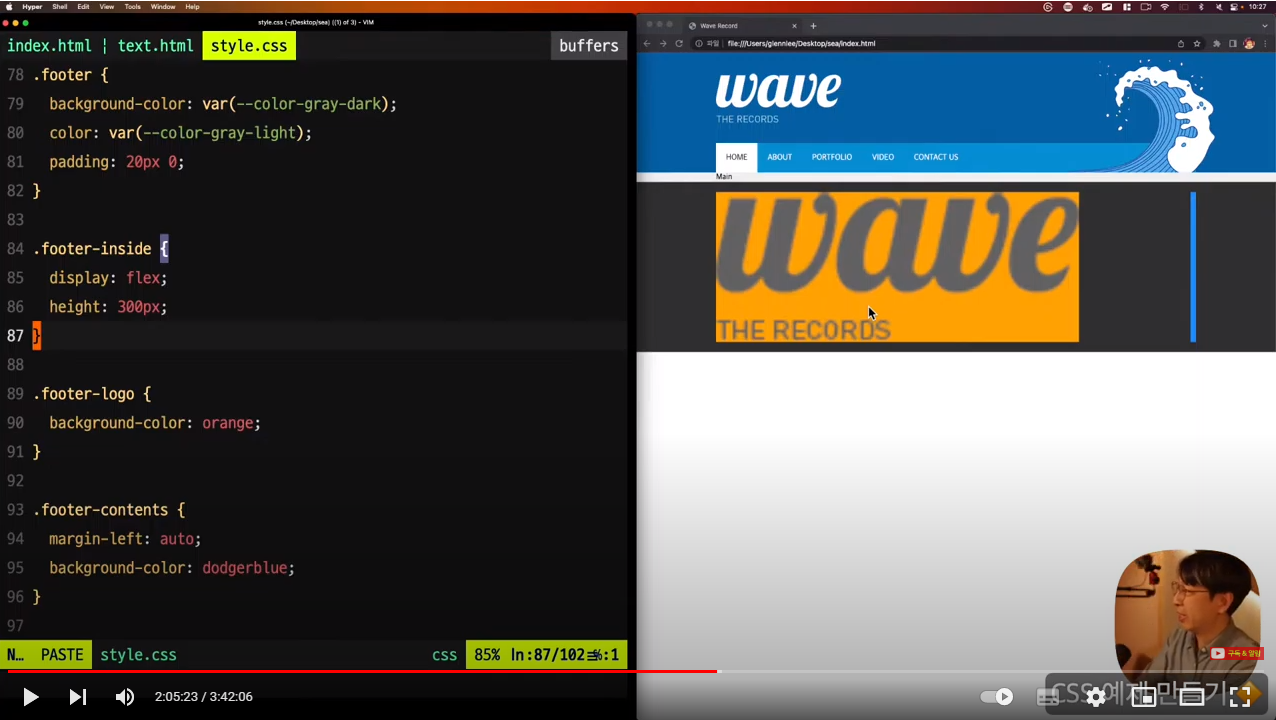 Hyper Shell Edit View Tools Window Help 10:27
style.css (~/Desktop/sea) ((1) of 3) - VIM
index.html | text.html style.css buffers
78 .footer {
79 background-color: var(--color-gray-dark);
80 color: var(--color-gray-light);
81 padding: 20px 0;
82 }
83
84 .footer-inside {
85 display: flex;
86 height: 300px;
87 }
88
89 .footer-logo {
90 background-color: orange;
91 }
92
93 .footer-contents {
94 margin-left: auto;
95 background-color: dodgerblue;
96 }
97
N… PASTE style.css css 85% ln:87/102≡%:1
Wave Record
파일 file:///Users/glennlee/Desktop/sea/index.html
wave
THE RECORDS
HOME ABOUT PORTFOLIO VIDEO CONTACT US
Main
wave
THE RECORDS
구독 & 알림
CSS 예제 만들기
2:05:23 / 3:42:06